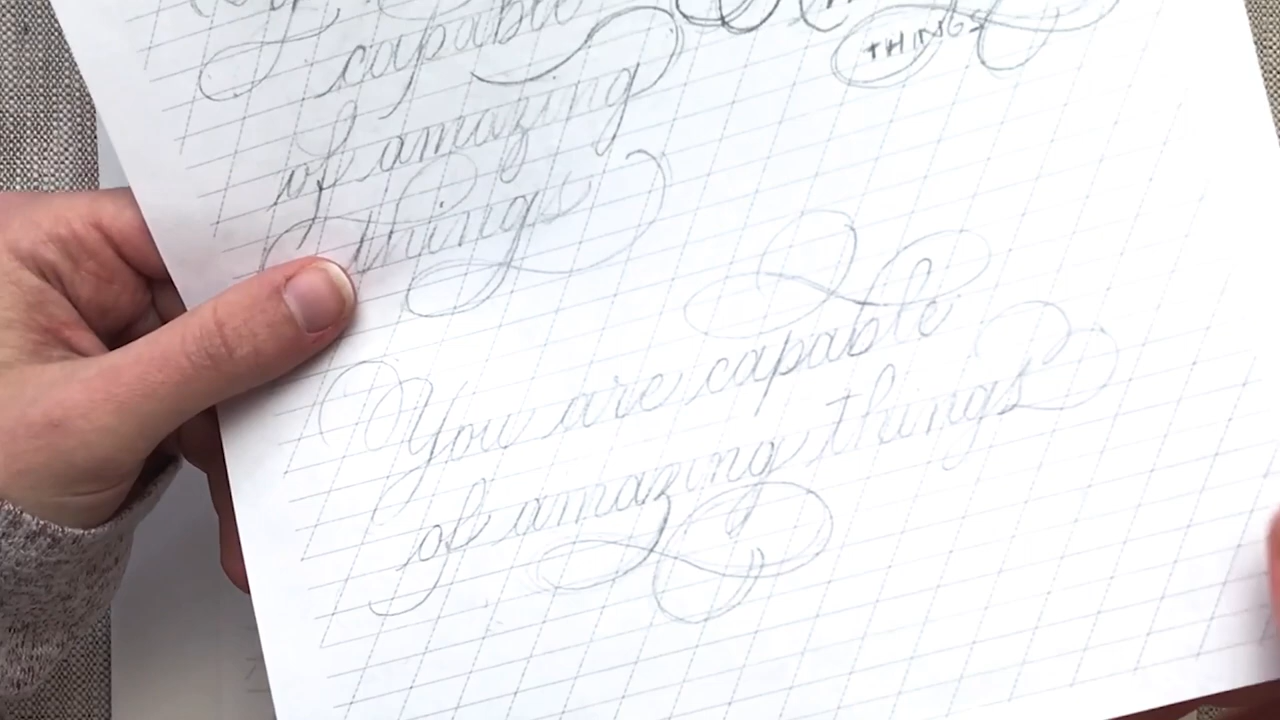 capable
THINGS
of amazing
things
You are capable
of amazing things